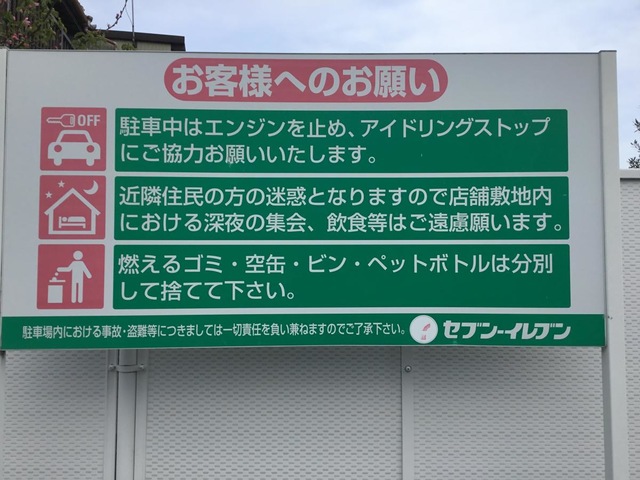 お客様へのお願い
OFF
駐車中はエンジンを止め、アイドリングストップ
にご協力お願いいたします。
近隣住民の方の迷惑となりますので店舗敷地内
における深夜の集会、飲食等はご遠慮願います。
燃えるゴミ・空缶・ビン・ペットボトルは分別
して捨てて下さい。
駐車場内における事故・盗難等につきましては一切責任を負い兼ねますのでご了承下さい。 セブン-イレブン